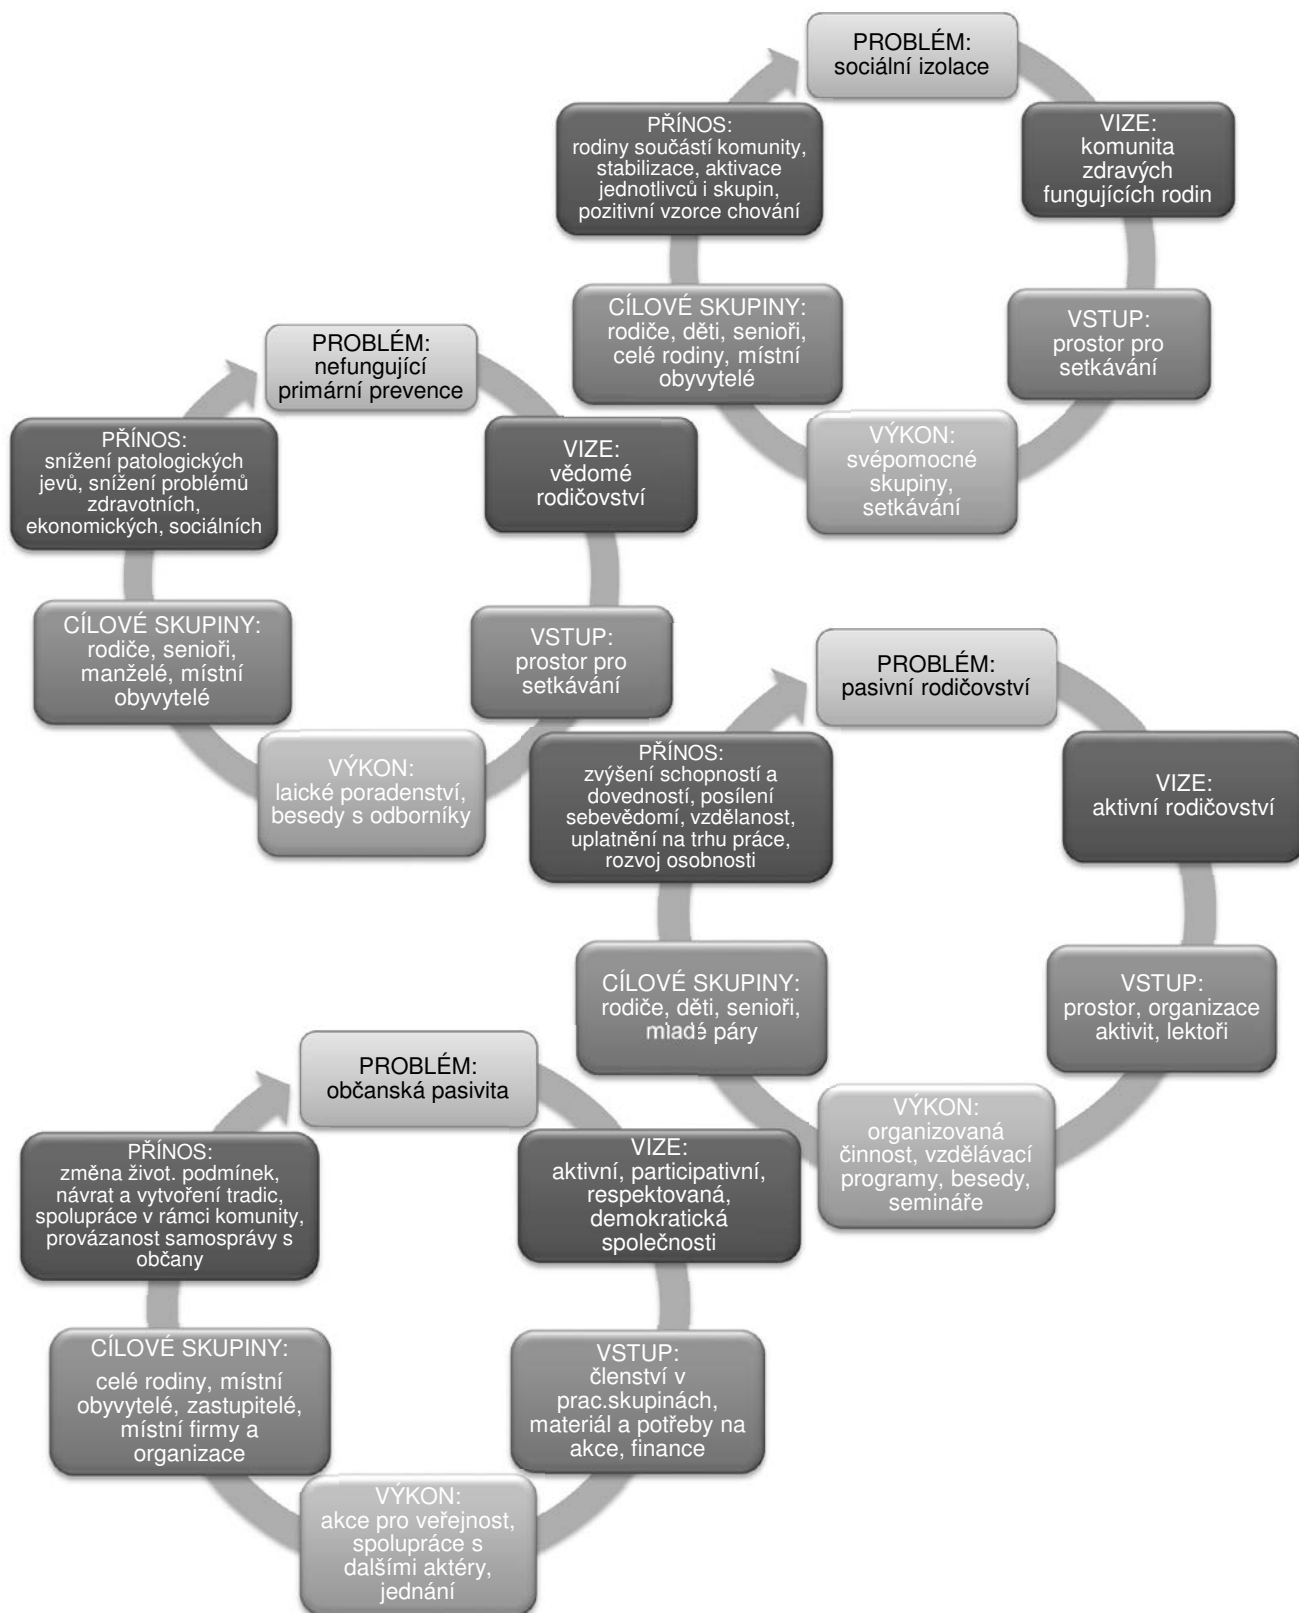 PROBLÉM:
sociální izolace
VIZE:
komunita
zdravých
fungujících rodin
VSTUP:
prostor pro
setkávání
VÝKON:
svépomocné
skupiny,
setkávání
CÍLOVÉ SKUPINY:
rodiče, děti, senioři,
celé rodiny, místní
obyvytelé
PŘÍNOS:
rodiny součástí komunity,
stabilizace, aktivace
jednotlivců i skupin,
pozitivní vzorce chování
PROBLÉM:
nefungující
primární prevence
VIZE:
vědomé
rodičovství
VSTUP:
prostor pro
setkávání
VÝKON:
laické poradenství,
besedy s odborníky
CÍLOVÉ SKUPINY:
rodiče, senioři,
manželé, místní
obyvytelé
PŘÍNOS:
snížení patologických
jevů, snížení problémů
zdravotních,
ekonomických, sociálních
PROBLÉM:
pasivní rodičovství
VIZE:
aktivní rodičovství
VSTUP:
prostor, organizace
aktivit, lektoři
VÝKON:
organizovaná
činnost, vzdělávací
programy, besedy,
semináře
CÍLOVÉ SKUPINY:
rodiče, děti, senioři,
mladé páry
PŘÍNOS:
zvýšení schopností a
dovedností, posílení
sebevědomí, vzdělanost,
uplatnění na trhu práce,
rozvoj osobnosti
PROBLÉM:
občanská pasivita
VIZE:
aktivní, participativní,
respektovaná,
demokratická
společnosti
VSTUP:
členství v
prac.skupinách,
materiál a potřeby na
akce, finance
VÝKON:
akce pro veřejnost,
spolupráce s
dalšími aktéry,
jednání
CÍLOVÉ SKUPINY:
celé rodiny, místní
obyvytelé, zastupitelé,
místní firmy a
organizace
PŘÍNOS:
změna život. podmínek,
návrat a vytvoření tradic,
spolupráce v rámci komunity,
provázanost samosprávy s
občany